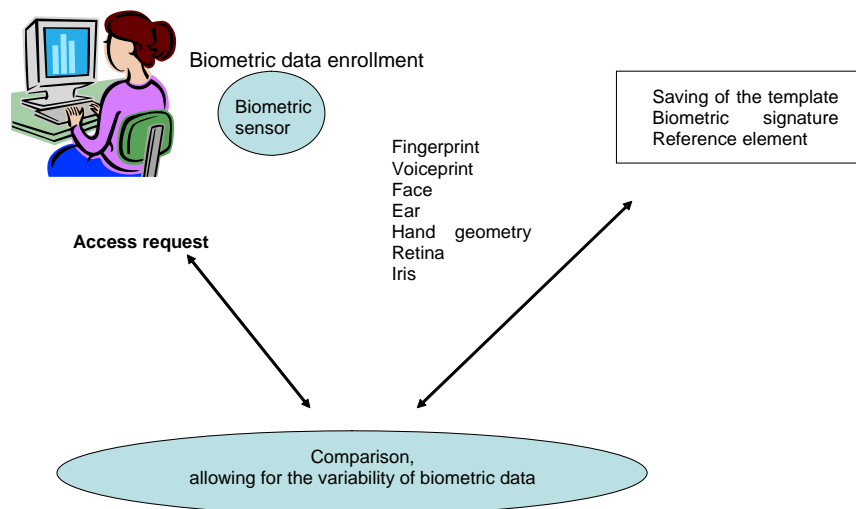 Biometric data enrollment
Biometric
sensor
Saving of the template
Biometric signature
Reference element
Fingerprint
Voiceprint
Face
Ear
Hand geometry
Retina
Iris
Access request
Comparison,
allowing for the variability of biometric data